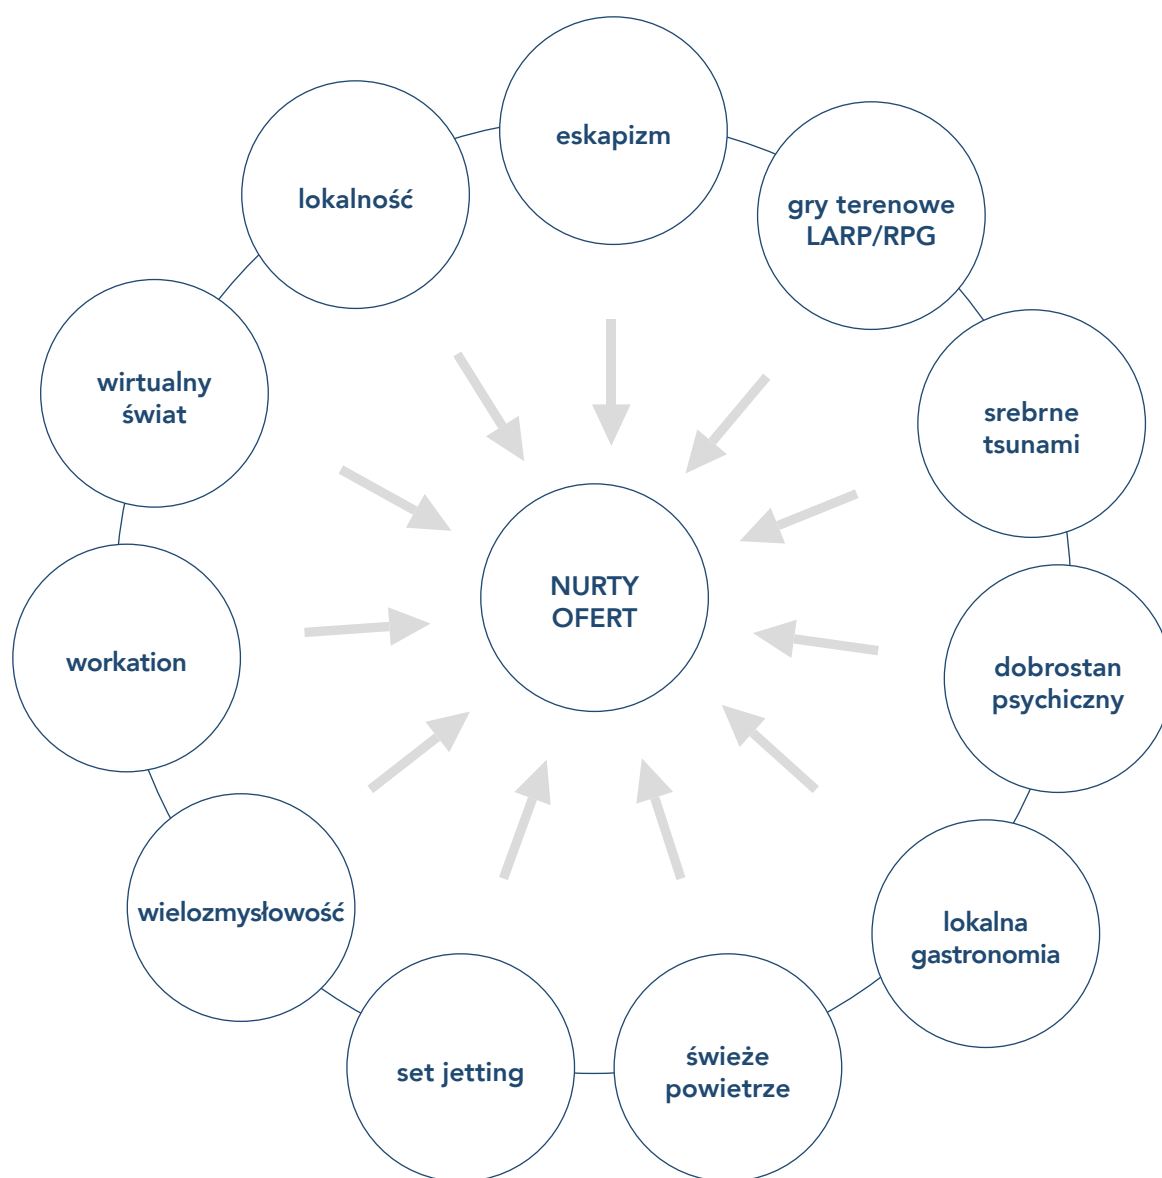 eskapizm
gry terenowe
LARP/RPG
srebrne
tsunami
dobrostan
psychiczny
lokalna
gastronomia
świeże
powietrze
set jetting
wielozmysłowość
workation
wirtualny
świat
lokalność
NURTY
OFERT